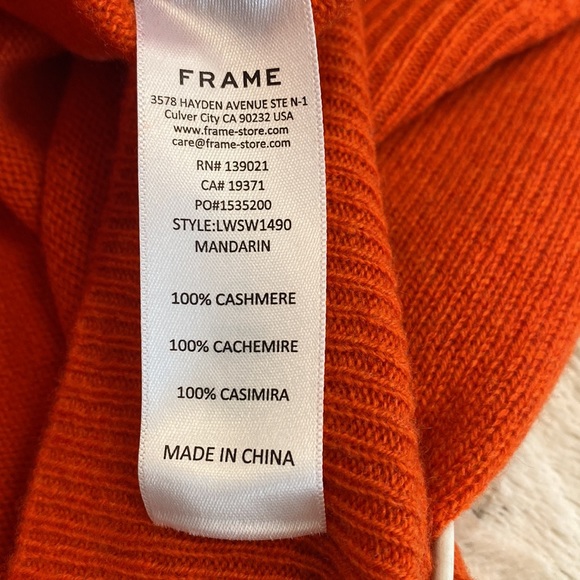 FRAME
3578 HAYDEN AVENUE STE N-1
Culver City CA 90232 USA
www.frame-store.com
care@frame-store.com
RN# 139021
CA# 19371
PO#1535200
STYLE:LWSW1490
MANDARIN
100% CASHMERE
100% CACHEMIRE
100% CASIMIRA
MADE IN CHINA